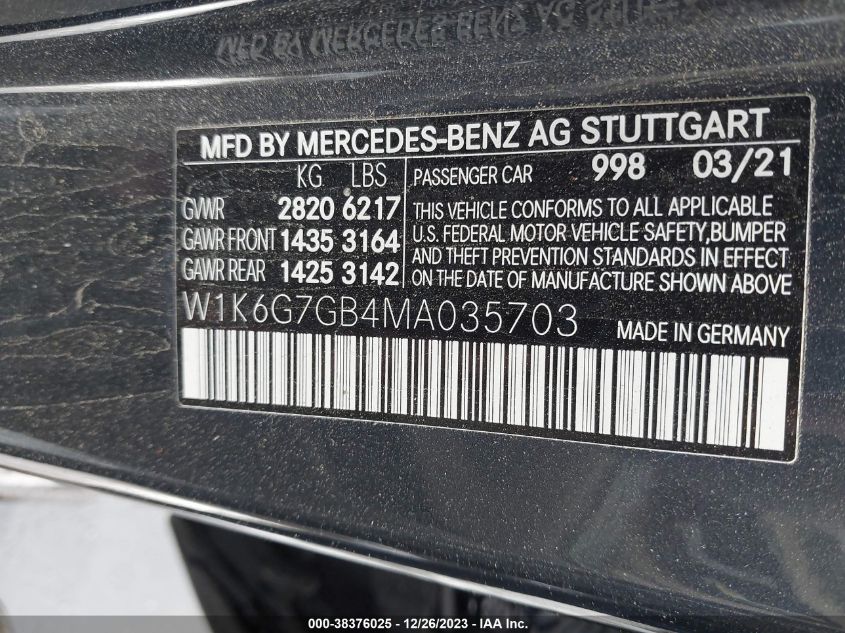 MFD BY MERCEDES-BENZ AG STUTTGART
KG LBS
GVWR 2820 6217
GAWR FRONT 1435 3164
GAWR REAR 1425 3142
PASSENGER CAR 998 03/21
THIS VEHICLE CONFORMS TO ALL APPLICABLE
U.S. FEDERAL MOTOR VEHICLE SAFETY,BUMPER
AND THEFT PREVENTION STANDARDS IN EFFECT
ON THE DATE OF MANUFACTURE SHOWN ABOVE
W1K6G7GB4MA035703
MADE IN GERMANY
000-38376025 - 12/26/2023 - IAA Inc.